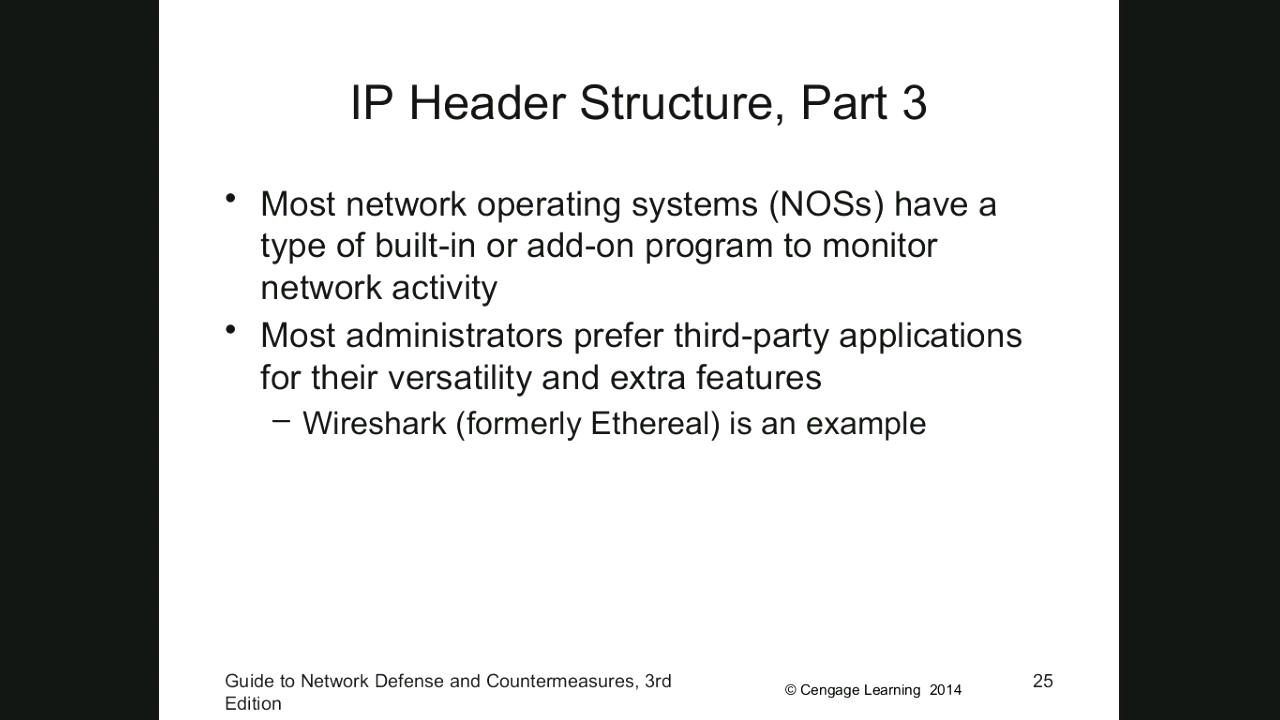 IP Header Structure, Part 3
• Most network operating systems (NOSs) have a
type of built-in or add-on program to monitor
network activity
• Most administrators prefer third-party applications
for their versatility and extra features
– Wireshark (formerly Ethereal) is an example
Guide to Network Defense and Countermeasures, 3rd
Edition
© Cengage Learning 2014
25